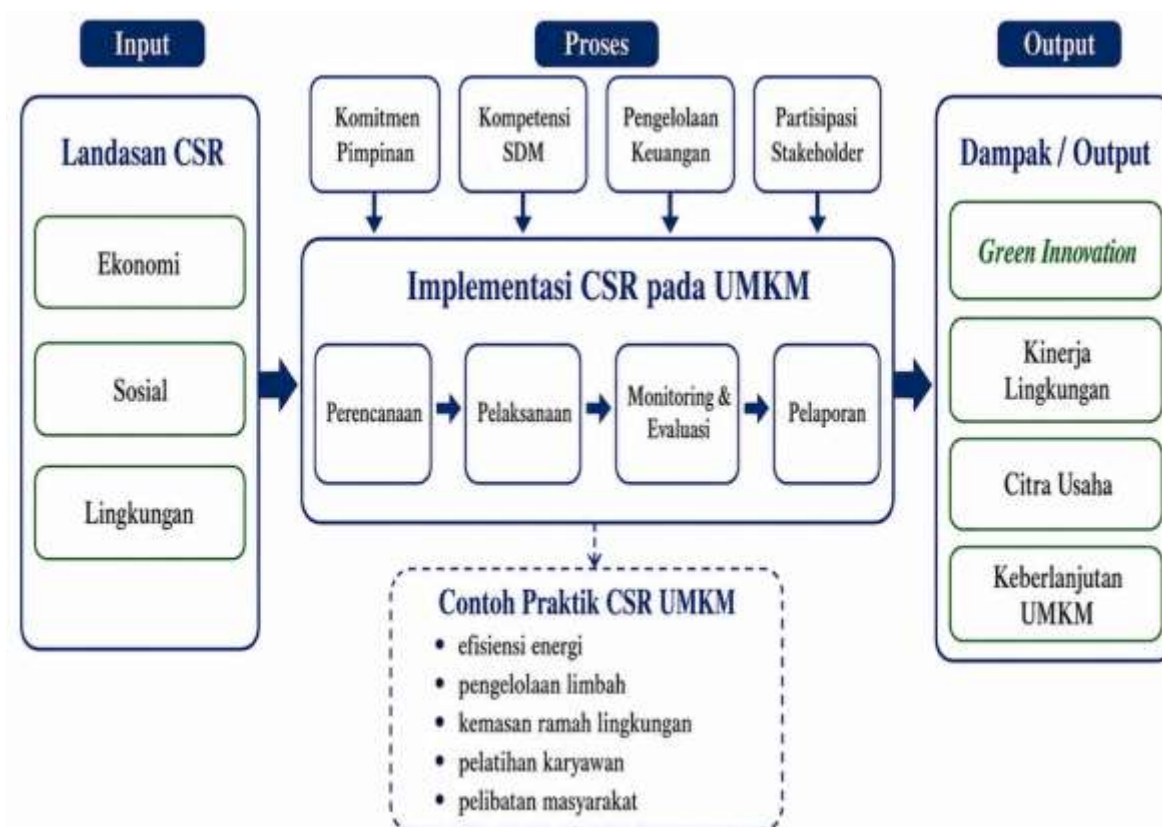 Input
Proses
Output
Landasan CSR
Ekonomi
Sosial
Lingkungan
Komitmen
Pimpinan
Kompetensi
SDM
Pengelolaan
Keuangan
Partisipasi
Stakeholder
Implementasi CSR pada UMKM
Perencanaan
Pelaksanaan
Monitoring &
Evaluasi
Pelaporan
Contoh Praktik CSR UMKM
• efisiensi energi
• pengelolaan limbah
• kemasan ramah lingkungan
• pelatihan karyawan
• pelibatan masyarakat
Dampak / Output
Green Innovation
Kinerja
Lingkungan
Citra Usaha
Keberlanjutan
UMKM